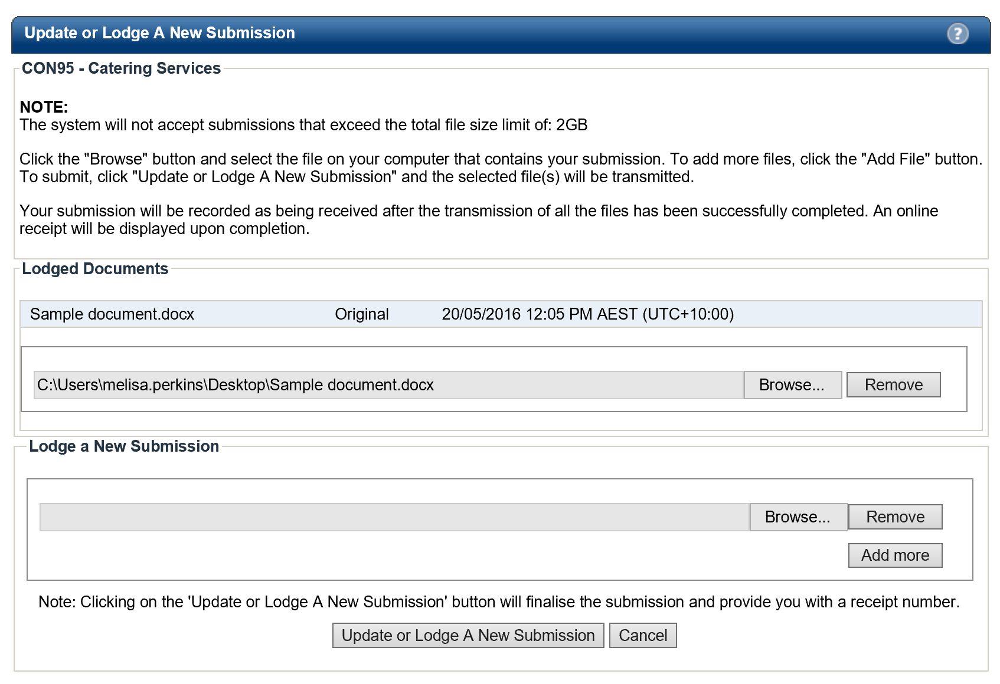 Update or Lodge A New Submission
?
CON95 - Catering Services
NOTE:
The system will not accept submissions that exceed the total file size limit of: 2GB
Click the "Browse" button and select the file on your computer that contains your submission. To add more files, click the "Add File" button.
To submit, click "Update or Lodge A New Submission" and the selected file(s) will be transmitted.
Your submission will be recorded as being received after the transmission of all the files has been successfully completed. An online
receipt will be displayed upon completion.
Lodged Documents
Sample document.docx Original 20/05/2016 12:05 PM AEST (UTC+10:00)
C:\Users\melisa.perkins\Desktop\Sample document.docx Browse... Remove
Lodge a New Submission
Browse... Remove
Add more
Note: Clicking on the 'Update or Lodge A New Submission' button will finalise the submission and provide you with a receipt number.
Update or Lodge A New Submission Cancel